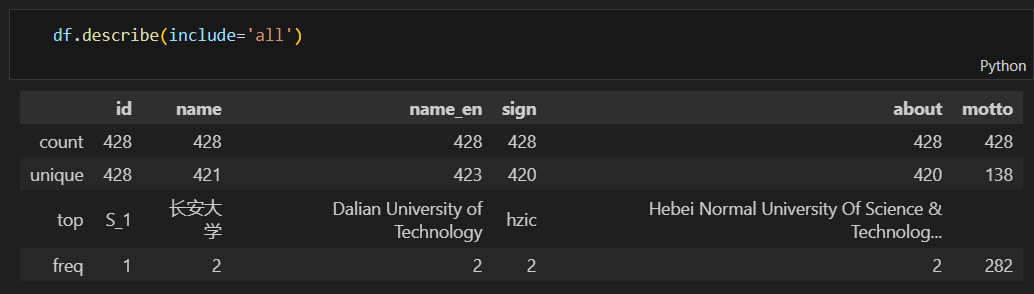 df.describe(include='all')
Python
id name name_en sign about motto
count 428 428 428 428 428 428
unique 428 421 423 420 420 138
top S_1 长安大
学 Dalian University of
Technology hzic Hebei Normal University Of Science &
Technolog...
freq 1 2 2 2 2 282